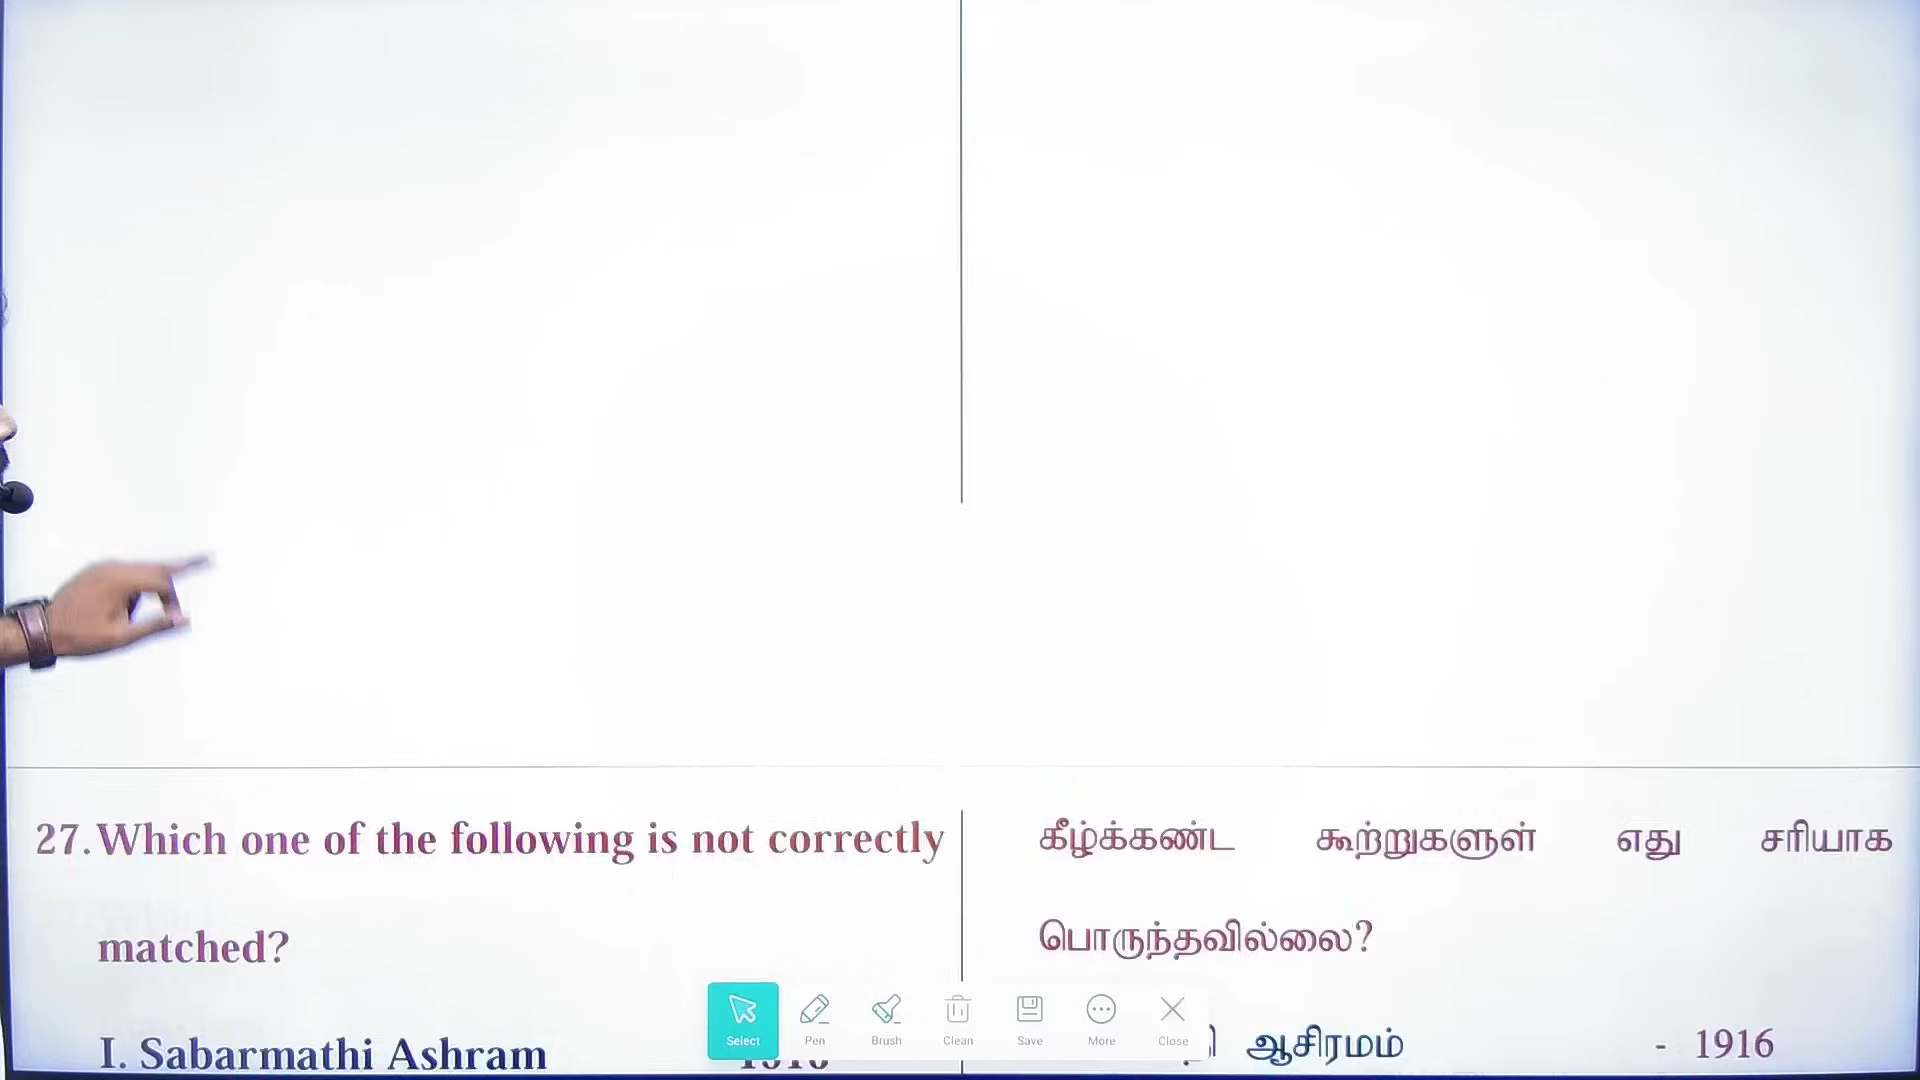 27. Which one of the following is not correctly
matched?
I. Sabarmathi Ashram
கீழ்க்கண்ட கூற்றுகளுள் எது சரியாக
பொருந்தவில்லை?
ஆசிரமம் - 1916
Select Pen Brush Clean Save More Close